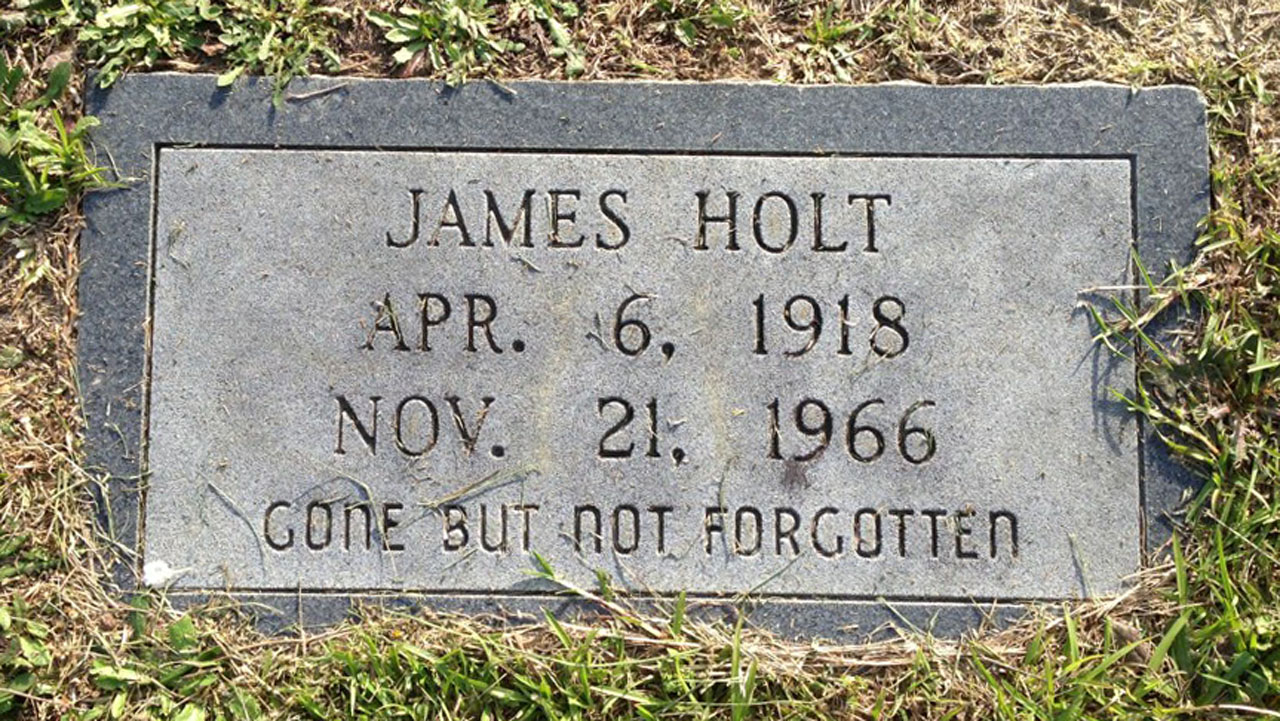 JAMES HOLT
APR. 6, 1918
NOV. 21, 1966
GONE BUT NOT FORGOTTEN